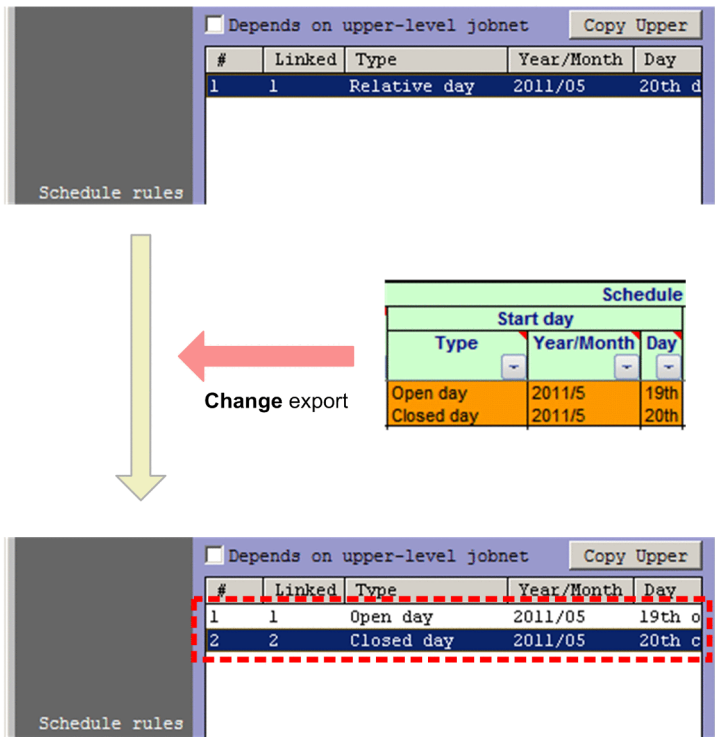 Depends on upper-level jobnet Copy Upper
# Linked Type Year/Month Day
1 1 Relative day 2011/05 20th d
Schedule rules
Schedule
Start day
Type Year/Month Day
Change export
Open day 2011/5 19th
Closed day 2011/5 20th
Depends on upper-level jobnet Copy Upper
# Linked Type Year/Month Day
1 1 Open day 2011/05 19th o
2 2 Closed day 2011/05 20th c
Schedule rules